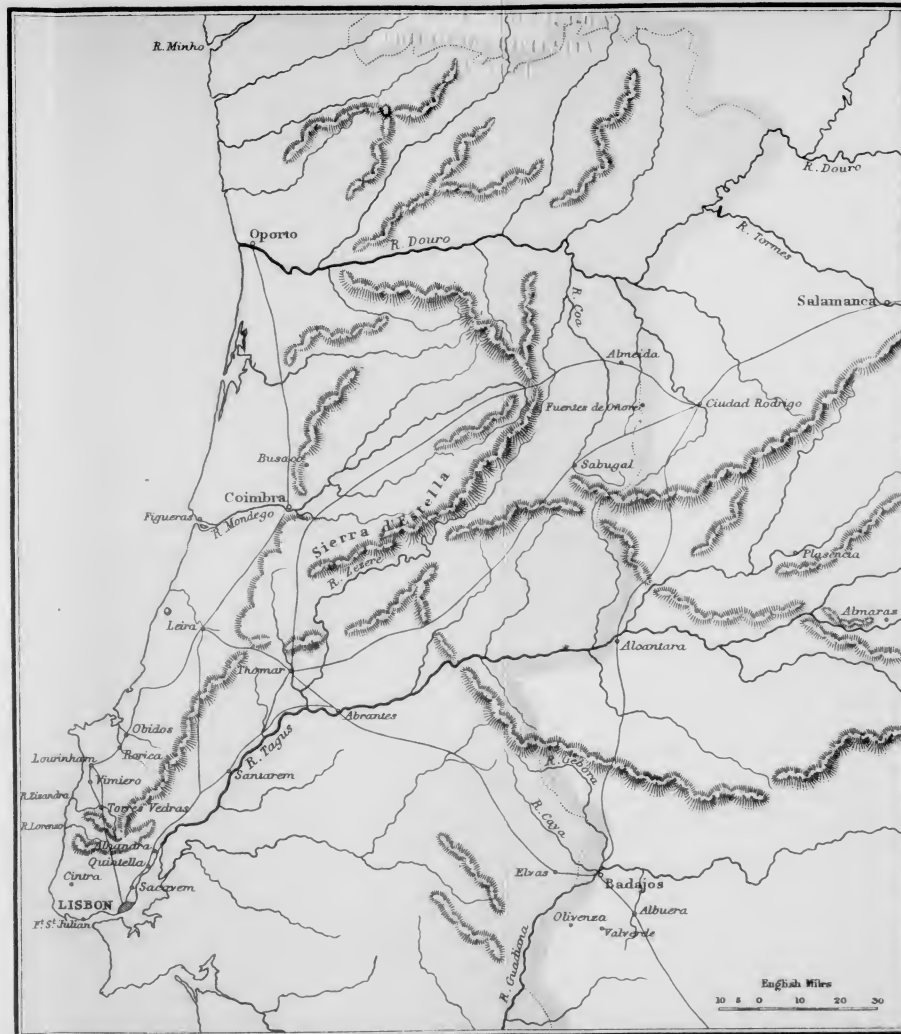 R. Minho
R. Douro
Oporto
R. Douro
R. Tormes
R. Coa
Salamanca
Almeida
Fuentes de Oñore
Ciudad Rodrigo
Busaco
Sabugal
Coimbra
Figueras
R. Mondego
Sierra d'Estella
R. Zezere
Plasencia
Almaras
Leira
Thomar
Alcantara
Abrantes
Obidos
Rorica
Lourinham
Vimiero
R. Tagus
Santarem
R. Gebora
R. Zizandra
Torres Vedras
R. Caya
R. Lorenzo
Alhandra
Quintella
Cintra
Sacavem
Elvas
Badajos
LISBON
Ft. St. Julian
Olivenza
Albuera
Valverde
R. Guadiana
English Miles
10 5 0 10 20 30